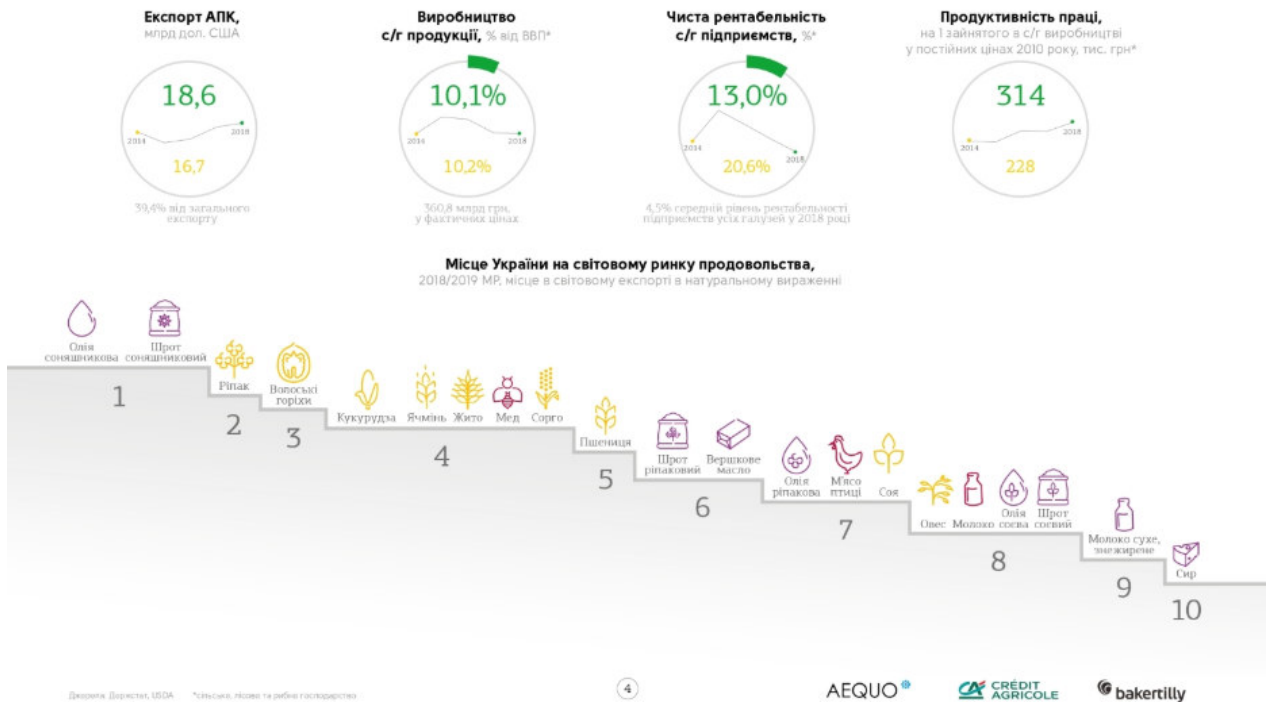 Експорт АПК,
млрд дол. США
18,6
2014
2018
16,7
39,4% від загального
експорту
Виробництво
с/г продукції, % від ВВП*
10,1%
2014
2018
10,2%
360,8 млрд грн,
у фактичних цінах
Чиста рентабельність
с/г підприємств, %*
13,0%
2014
2018
20,6%
4,5% середній рівень рентабельності
підприємств усіх галузей у 2018 році
Продуктивність праці,
на 1 зайнятого в с/г виробництві
у постійних цінах 2010 року, тис. грн*
314
2014
2018
228
Місце України на світовому ринку продовольства,
2018/2019 МР, місце в світовому експорті в натуральному вираженні
Олія
соняшникова
Шрот
соняшниковий
1
Ріпак
2
Волоські
горіхи
3
Кукурудза
Ячмінь
Жито
Мед
Сорго
4
Пшениця
5
Шрот
ріпаковий
Вершкове
масло
6
Олія
ріпакова
М'ясо
птиці
Соя
7
Овес
Молоко
Олія
соєва
Шрот
соєвий
8
Молоко сухе,
знежирене
9
Сир
10
Джерела: Держстат, USDA
*сільське, лісове та рибне господарство
4
AEQUO
CA CRÉDIT
AGRICOLE
bakertilly